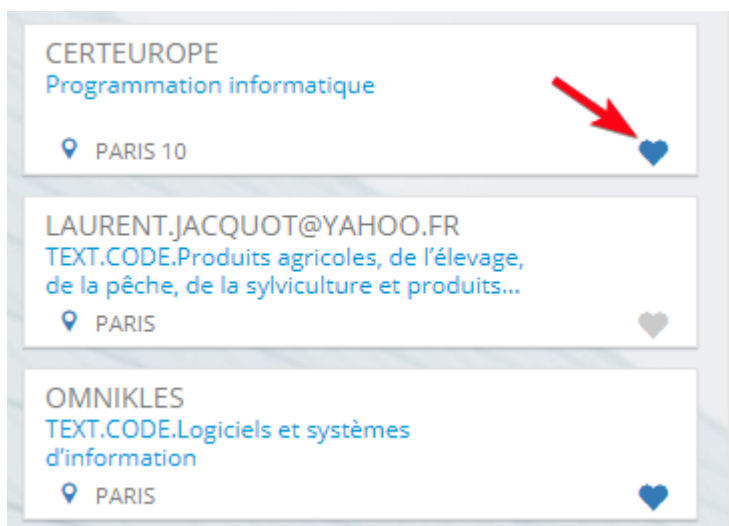 CERTEUROPE
Programmation informatique
PARIS 10
LAURENT.JACQUOT@YAHOO.FR
TEXT.CODE.Produits agricoles, de l’élevage,
de la pêche, de la sylviculture et produits...
PARIS
OMNIKLES
TEXT.CODE.Logiciels et systèmes
d’information
PARIS